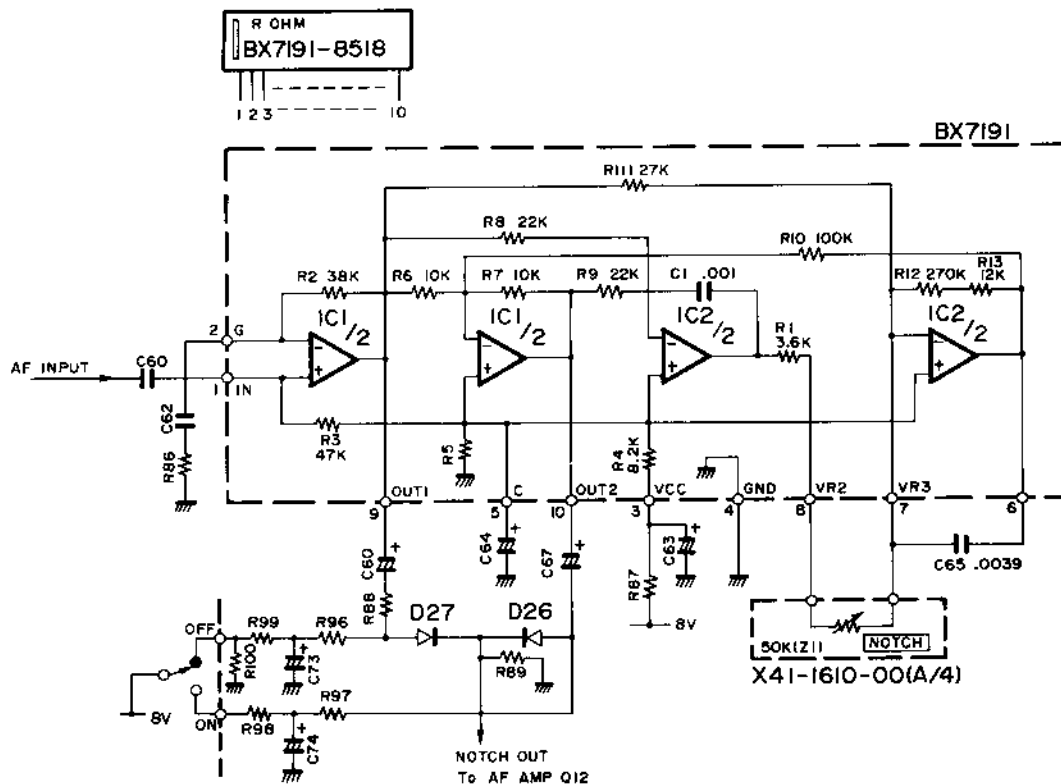 R OHM
BX7191-8518
1 2 3 10
BX7191
R111 27K
R8 22K
R10 100K
R2 38K
R6 10K
R7 10K
R9 22K
C1 .001
R12 270K
R13 12K
1C1/2
1C1/2
1C2/2
1C2/2
R1 3.6K
2 G
AF INPUT
C60
1 IN
C62
R86
R3 47K
R5
R4 8.2K
OUT1
9
C
5
OUT2
10
VCC
3
GND
4
VR2
8
VR3
7
6
C60 +
C64 +
C67 +
C63 +
R87
8V
C65 .0039
R88
D27
D26
R89
50K(Z11)
NOTCH
X41-1610-00(A/4)
OFF
R99
R96
R100
C73 +
8V
ON
R98
R97
C74 +
NOTCH OUT
To AF AMP Q12